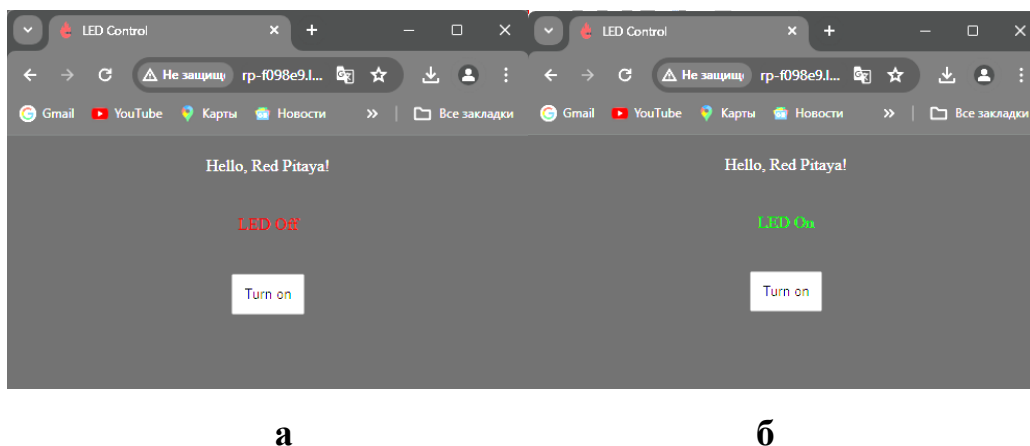 LED Control
Не защищ rp-f098e9.l...
Gmail YouTube Карты Новости Все закладки
Hello, Red Pitaya!
LED Off
Turn on
а
LED Control
Не защищ rp-f098e9.l...
Gmail YouTube Карты Новости Все закладки
Hello, Red Pitaya!
LED On
Turn on
б